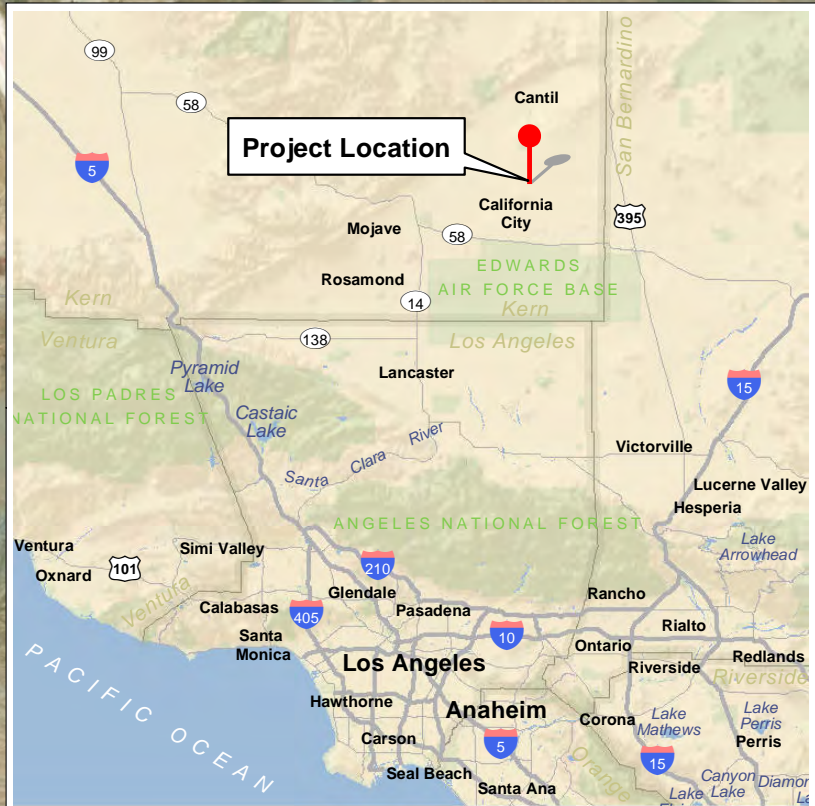 99
58
Cantil
San Bernardino
Project Location
5
California
City
395
Mojave
58
EDWARDS
AIR FORCE BASE
Rosamond
Kern
14
Kern
Ventura
138
Los Angeles
Pyramid
Lake
Lancaster
15
LOS PADRES
NATIONAL FOREST
Castaic
Lake
Santa Clara River
Victorville
Lucerne Valley
Hesperia
ANGELES NATIONAL FOREST
Lake
Arrowhead
Ventura
Simi Valley
101
Oxnard
210
Ventura
Glendale
Rancho
Calabasas
405
Pasadena
Rialto
Santa
Monica
10
Ontario
Los Angeles
Riverside
Redlands
Riverside
Hawthorne
Anaheim
Corona
Lake
Mathews
Lake
Perris
Carson
5
Perris
Orange
15
PACIFIC OCEAN
Seal Beach
Santa Ana
Canyon
Lake